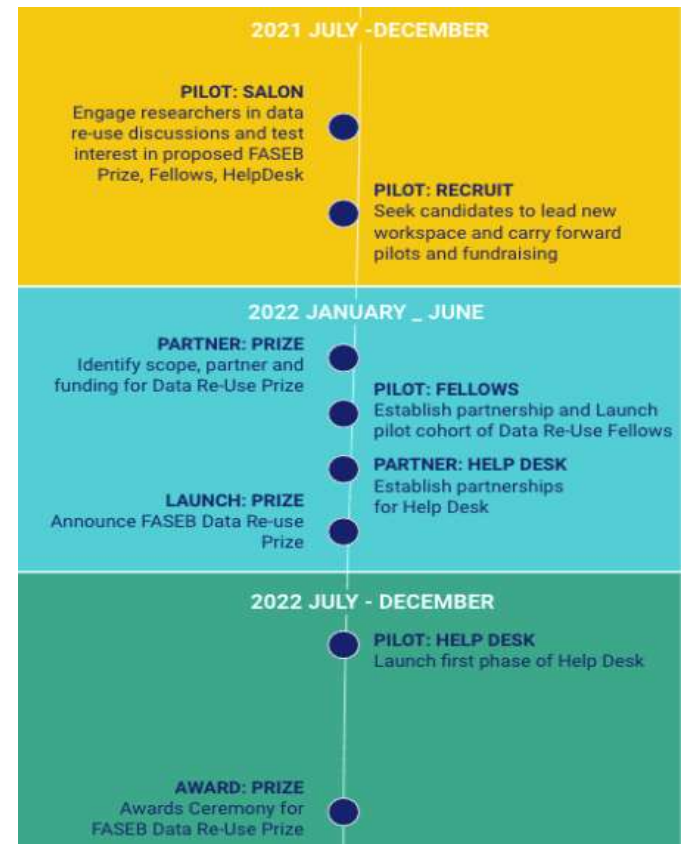 2021 JULY -DECEMBER
PILOT: SALON
Engage researchers in data
re-use discussions and test
interest in proposed FASEB
Prize, Fellows, HelpDesk
PILOT: RECRUIT
Seek candidates to lead new
workspace and carry forward
pilots and fundraising
2022 JANUARY _ JUNE
PARTNER: PRIZE
Identify scope, partner and
funding for Data Re-Use Prize
PILOT: FELLOWS
Establish partnership and Launch
pilot cohort of Data Re-Use Fellows
PARTNER: HELP DESK
Establish partnerships
for Help Desk
LAUNCH: PRIZE
Announce FASEB Data Re-use
Prize
2022 JULY - DECEMBER
PILOT: HELP DESK
Launch first phase of Help Desk
AWARD: PRIZE
Awards Ceremony for
FASEB Data Re-Use Prize